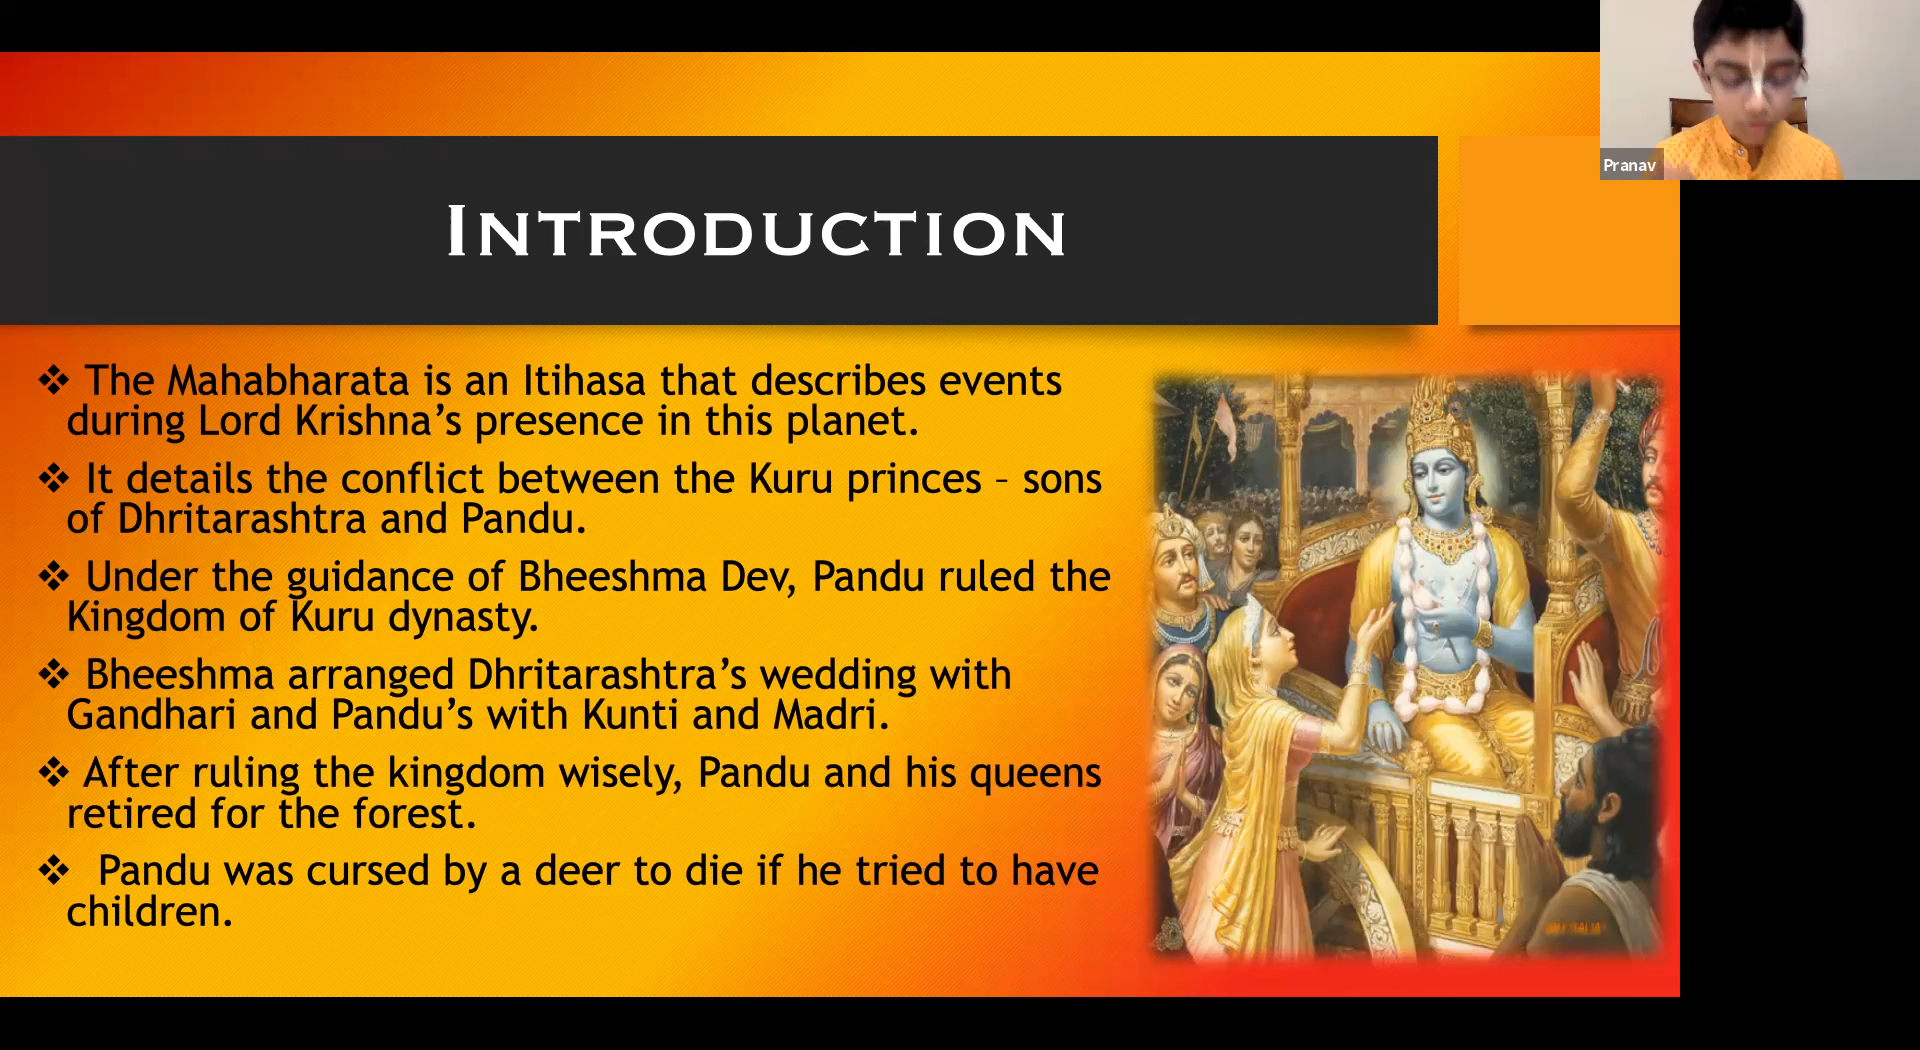 Pranav
INTRODUCTION
❖ The Mahabharata is an Itihasa that describes events
during Lord Krishna’s presence in this planet.
❖ It details the conflict between the Kuru princes – sons
of Dhritarashtra and Pandu.
❖ Under the guidance of Bheeshma Dev, Pandu ruled the
Kingdom of Kuru dynasty.
❖ Bheeshma arranged Dhritarashtra’s wedding with
Gandhari and Pandu’s with Kunti and Madri.
❖ After ruling the kingdom wisely, Pandu and his queens
retired for the forest.
❖ Pandu was cursed by a deer to die if he tried to have
children.